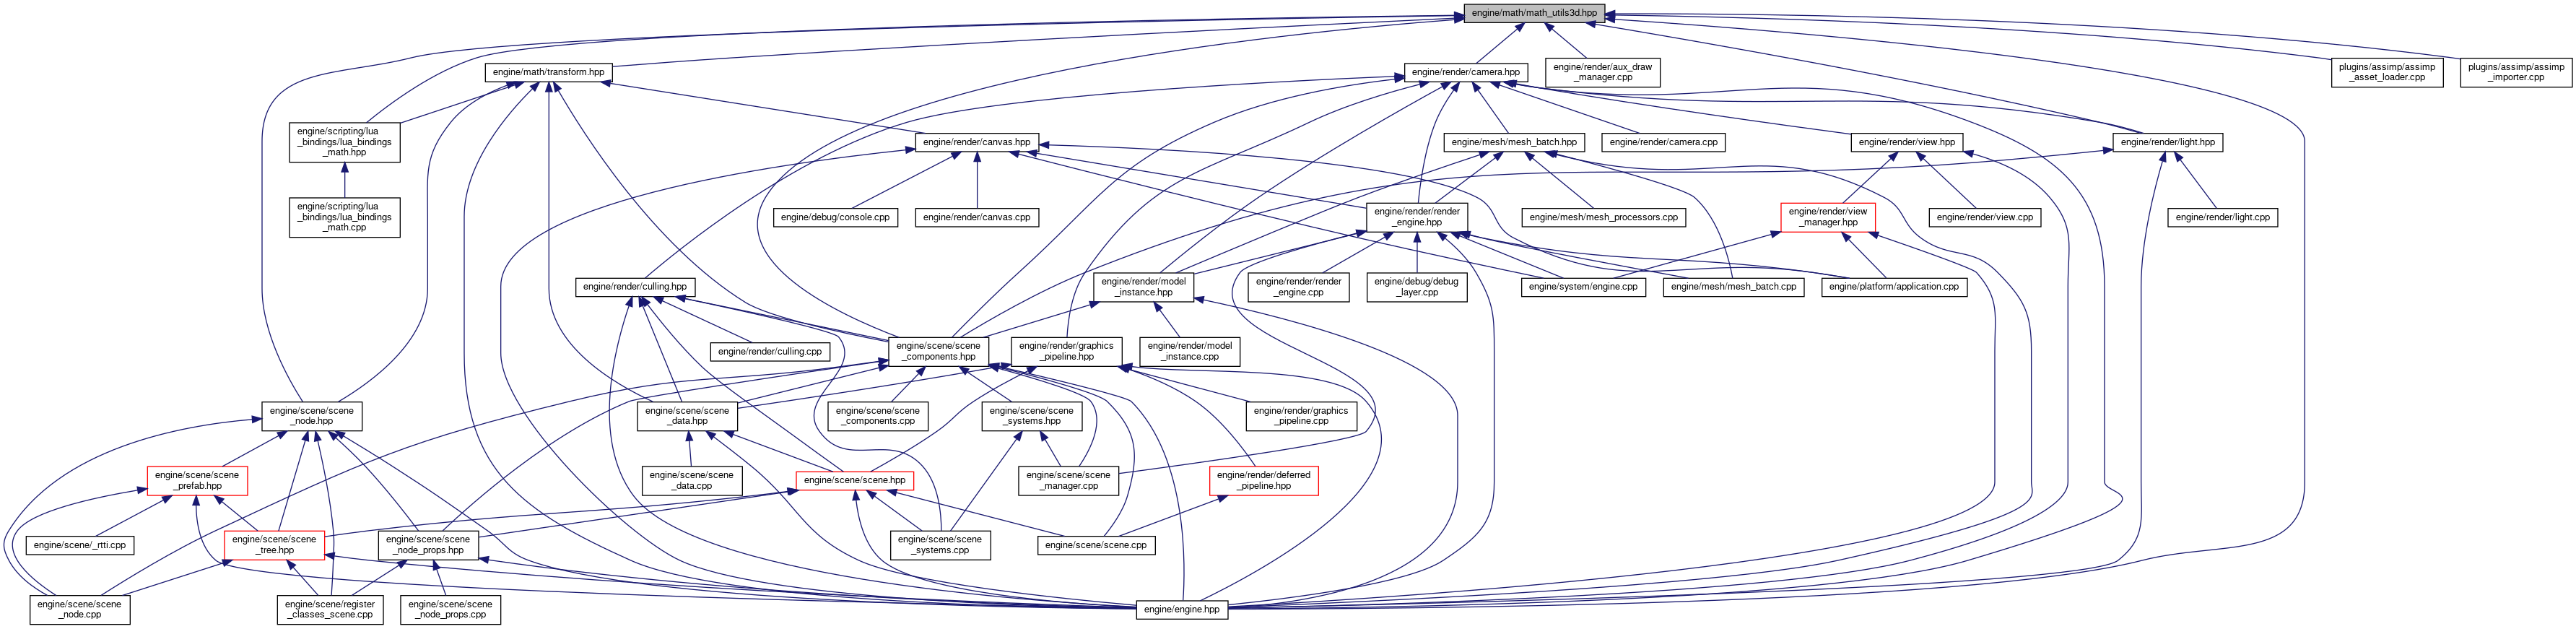 engine/math/math_utils3d.hpp
engine/math/transform.hpp
engine/render/camera.hpp
engine/render/aux_draw
_manager.cpp
plugins/assimp/assimp
_asset_loader.cpp
plugins/assimp/assimp
_importer.cpp
engine/scripting/lua
_bindings/lua_bindings
_math.hpp
engine/render/canvas.hpp
engine/mesh/mesh_batch.hpp
engine/render/camera.cpp
engine/render/view.hpp
engine/render/light.hpp
engine/scripting/lua
_bindings/lua_bindings
_math.cpp
engine/debug/console.cpp
engine/render/canvas.cpp
engine/render/render
_engine.hpp
engine/mesh/mesh_processors.cpp
engine/render/view
_manager.hpp
engine/render/view.cpp
engine/render/light.cpp
engine/render/culling.hpp
engine/render/model
_instance.hpp
engine/render/render
_engine.cpp
engine/debug/debug
_layer.cpp
engine/system/engine.cpp
engine/mesh/mesh_batch.cpp
engine/platform/application.cpp
engine/render/culling.cpp
engine/scene/scene
_components.hpp
engine/render/graphics
_pipeline.hpp
engine/render/model
_instance.cpp
engine/scene/scene
_node.hpp
engine/scene/scene
_data.hpp
engine/scene/scene
_components.cpp
engine/scene/scene
_systems.hpp
engine/render/graphics
_pipeline.cpp
engine/scene/scene
_prefab.hpp
engine/scene/scene
_data.cpp
engine/scene/scene.hpp
engine/scene/scene
_manager.cpp
engine/render/deferred
_pipeline.hpp
engine/scene/_rtti.cpp
engine/scene/scene
_tree.hpp
engine/scene/scene
_node_props.hpp
engine/scene/scene
_systems.cpp
engine/scene/scene.cpp
engine/scene/scene
_node.cpp
engine/scene/register
_classes_scene.cpp
engine/scene/scene
_node_props.cpp
engine/engine.hpp